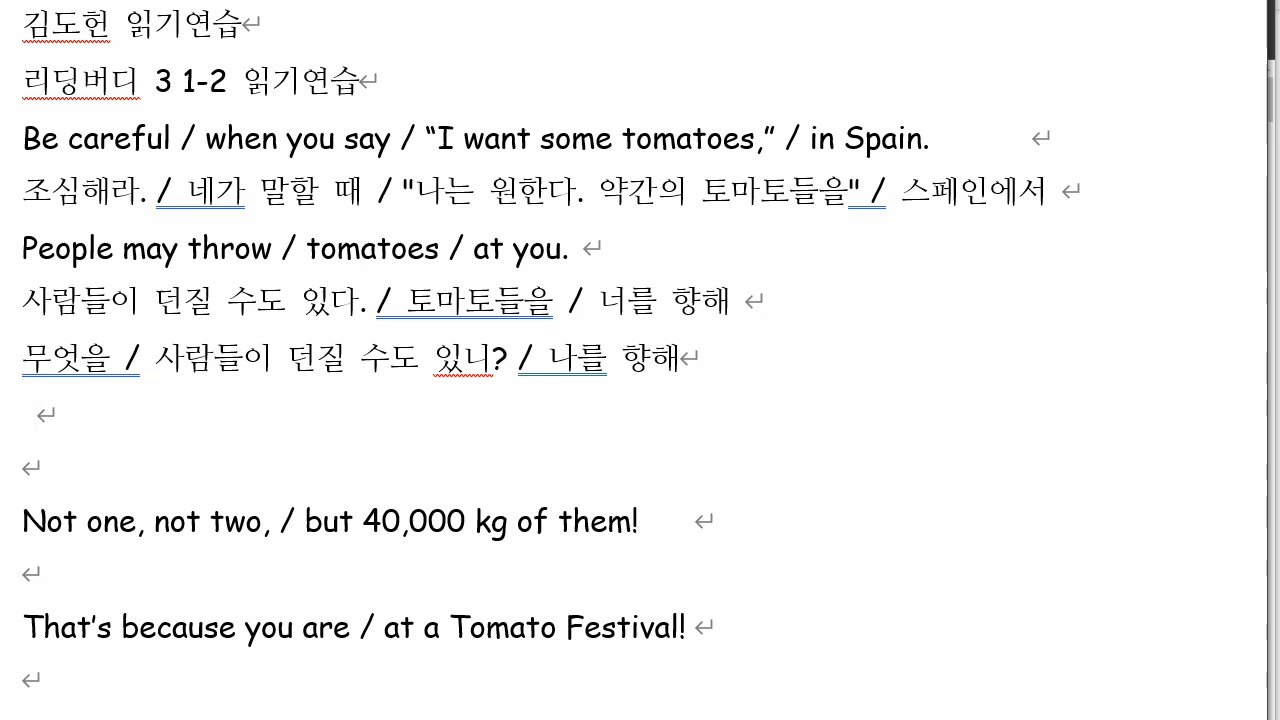 김도헌 읽기연습
리딩버디 3 1-2 읽기연습
Be careful / when you say / “I want some tomatoes,” / in Spain.
조심해라. / 네가 말할 때 / "나는 원한다. 약간의 토마토들을" / 스페인에서
People may throw / tomatoes / at you.
사람들이 던질 수도 있다. / 토마토들을 / 너를 향해
무엇을 / 사람들이 던질 수도 있니? / 나를 향해
Not one, not two, / but 40,000 kg of them!
That’s because you are / at a Tomato Festival!